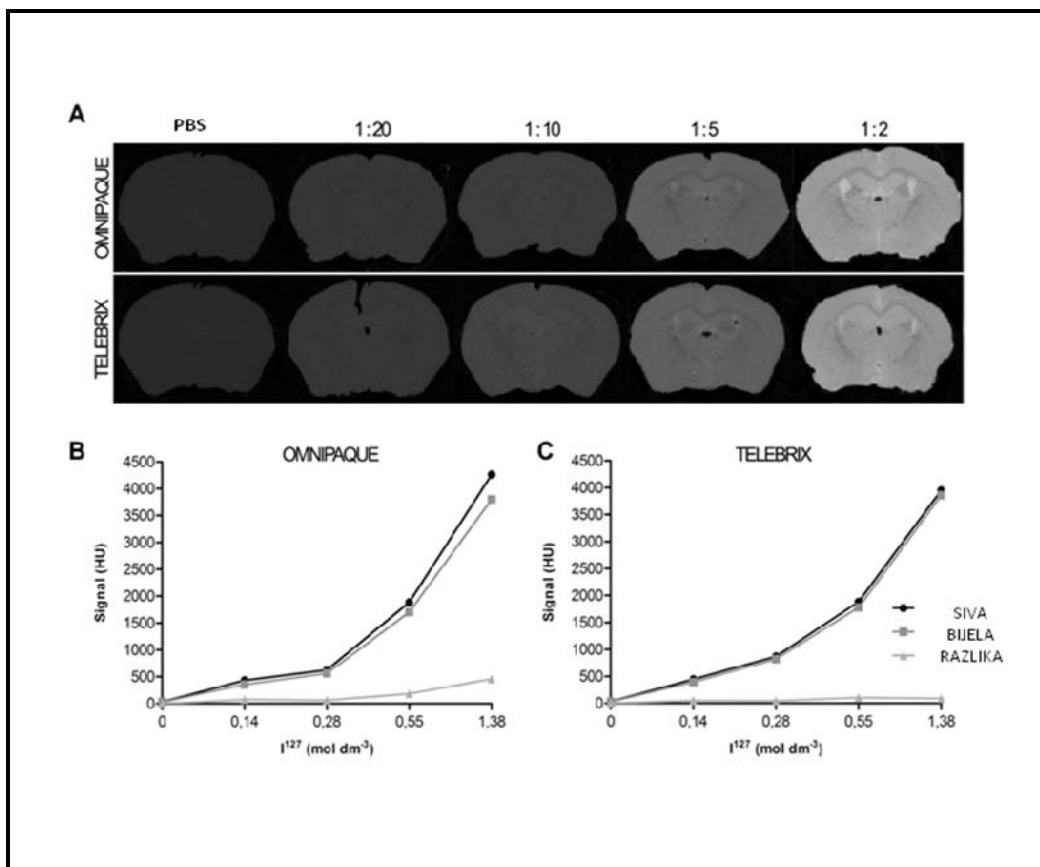 A
PBS 1:20 1:10 1:5 1:2
OMNIPAQUE
TELEBRIX
B OMNIPAQUE
4500
4000
3500
3000
2500
2000
1500
1000
500
0
Signal (HU)
0 0,14 0,28 0,55 1,38
I¹²⁷ (mol dm⁻³)
C TELEBRIX
4500
4000
3500
3000
2500
2000
1500
1000
500
0
Signal (HU)
0 0,14 0,28 0,55 1,38
I¹²⁷ (mol dm⁻³)
SIVA
BIJELA
RAZLIKA